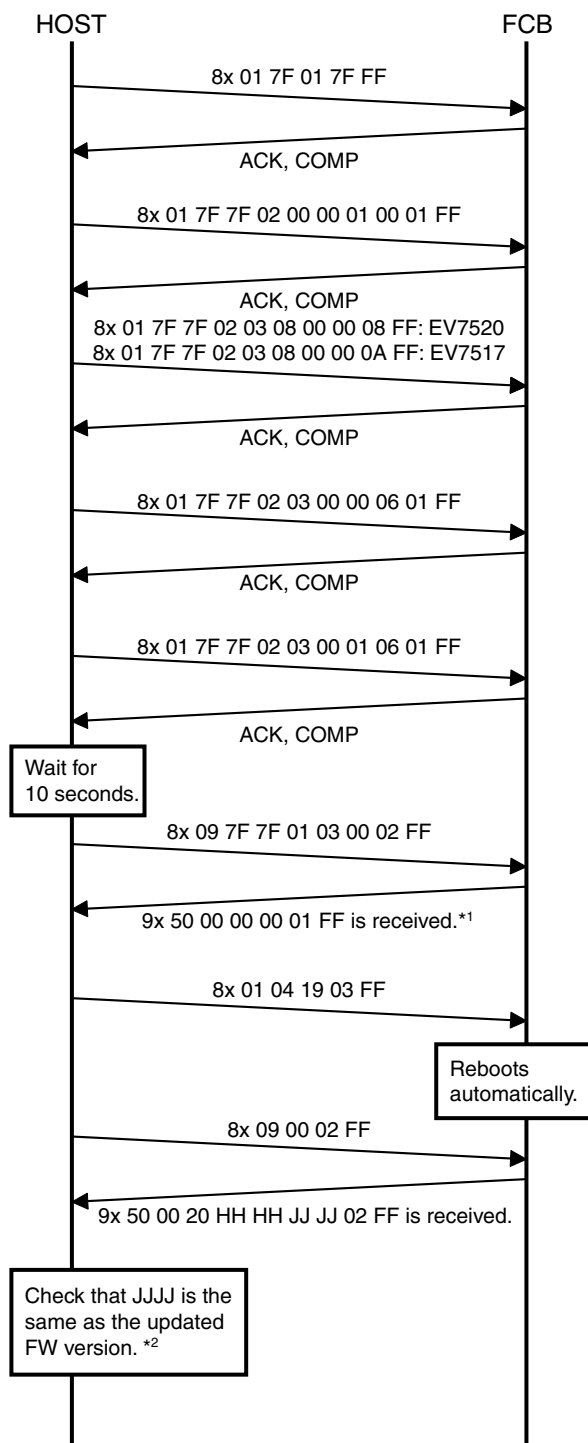 HOST
FCB
8x 01 7F 01 7F FF
ACK, COMP
8x 01 7F 7F 02 00 00 01 00 01 FF
ACK, COMP
8x 01 7F 7F 02 03 08 00 00 08 FF: EV7520
8x 01 7F 7F 02 03 08 00 00 0A FF: EV7517
ACK, COMP
8x 01 7F 7F 02 03 00 00 06 01 FF
ACK, COMP
8x 01 7F 7F 02 03 00 01 06 01 FF
ACK, COMP
Wait for
10 seconds.
8x 09 7F 7F 01 03 00 02 FF
9x 50 00 00 00 01 FF is received.*1
8x 01 04 19 03 FF
Reboots
automatically.
8x 09 00 02 FF
9x 50 00 20 HH HH JJ JJ 02 FF is received.
Check that JJJJ is the
same as the updated
FW version. *2